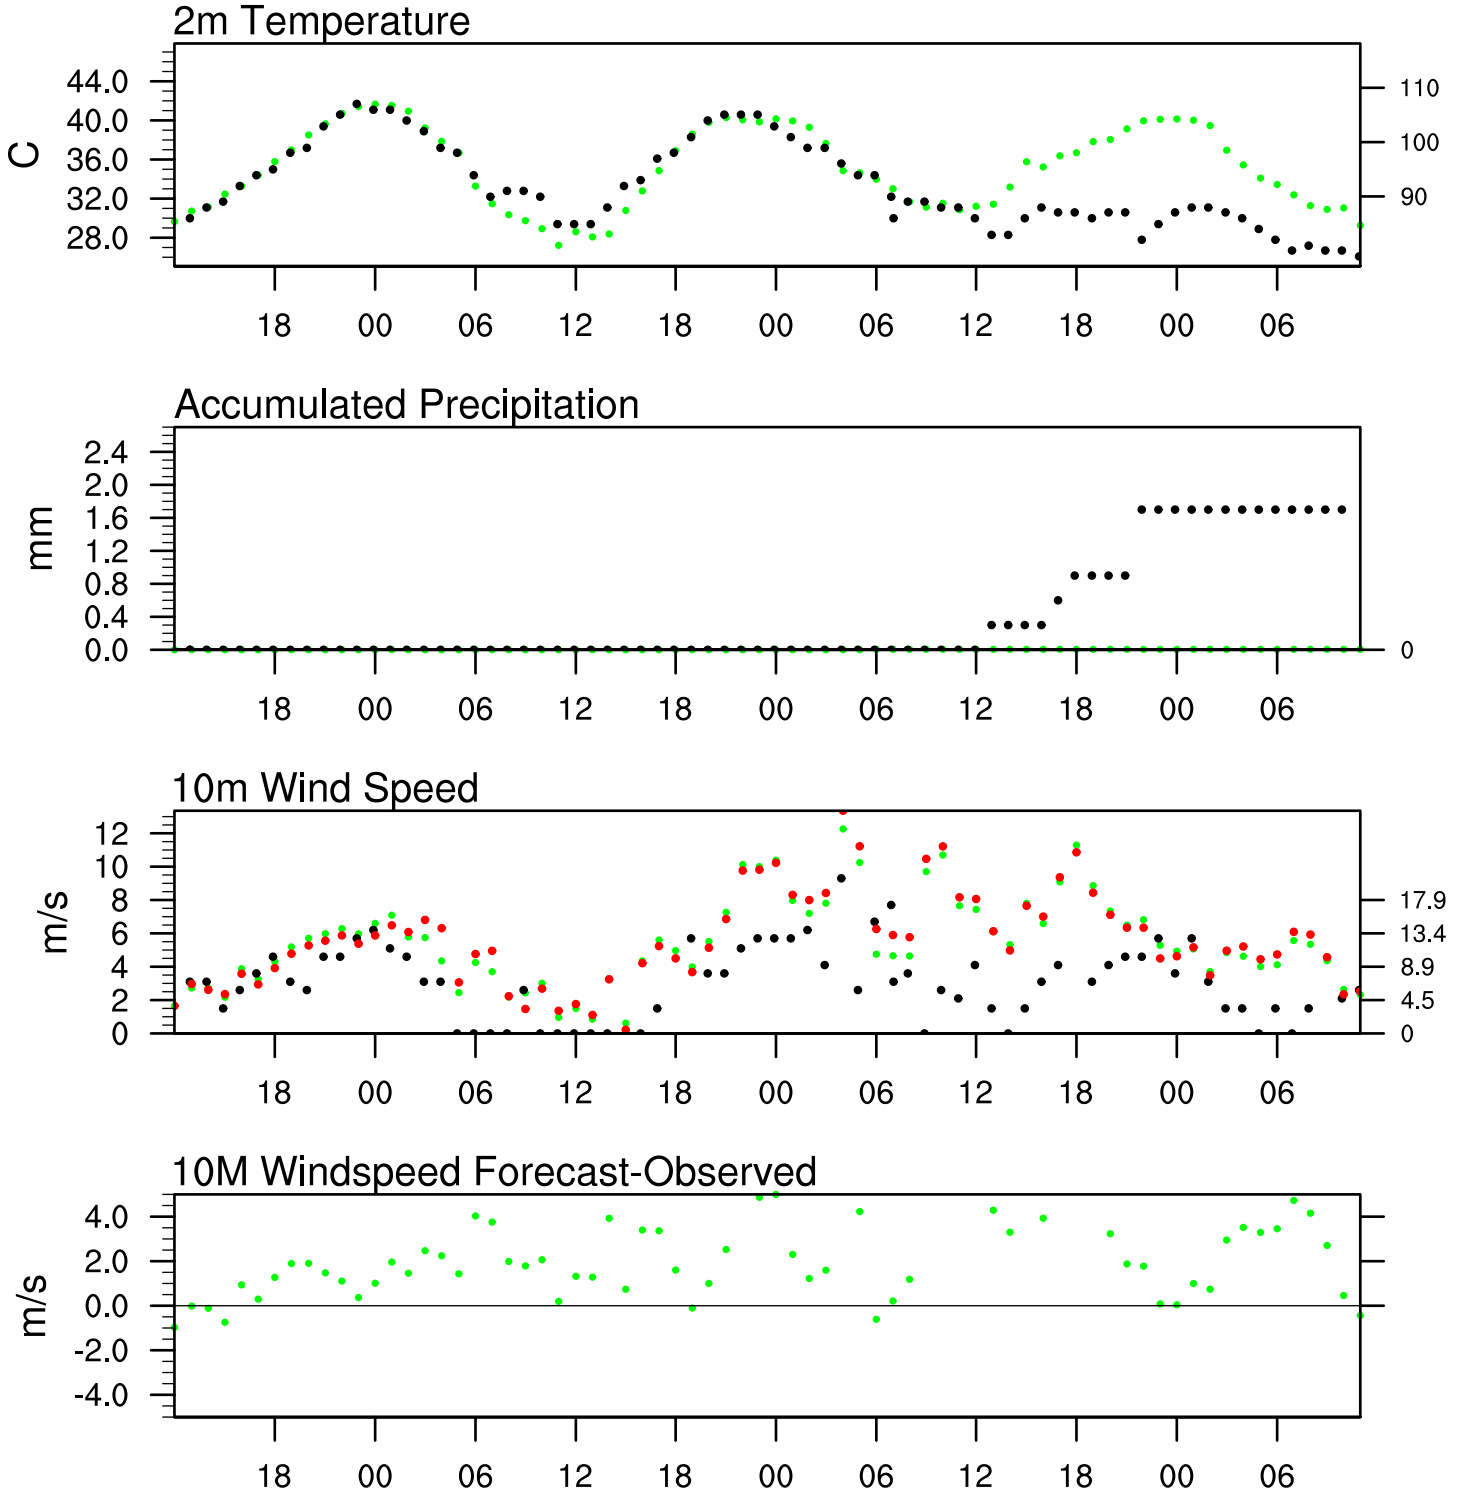 2m Temperature
44.0
40.0
36.0
32.0
28.0
C
110
100
90
18 00 06 12 18 00 06 12 18 00 06
Accumulated Precipitation
2.4
2.0
1.6
1.2
0.8
0.4
0.0
mm
0
18 00 06 12 18 00 06 12 18 00 06
10m Wind Speed
12
10
8
6
4
2
0
m/s
17.9
13.4
8.9
4.5
0
18 00 06 12 18 00 06 12 18 00 06
10M Windspeed Forecast-Observed
4.0
2.0
0.0
-2.0
-4.0
m/s
18 00 06 12 18 00 06 12 18 00 06